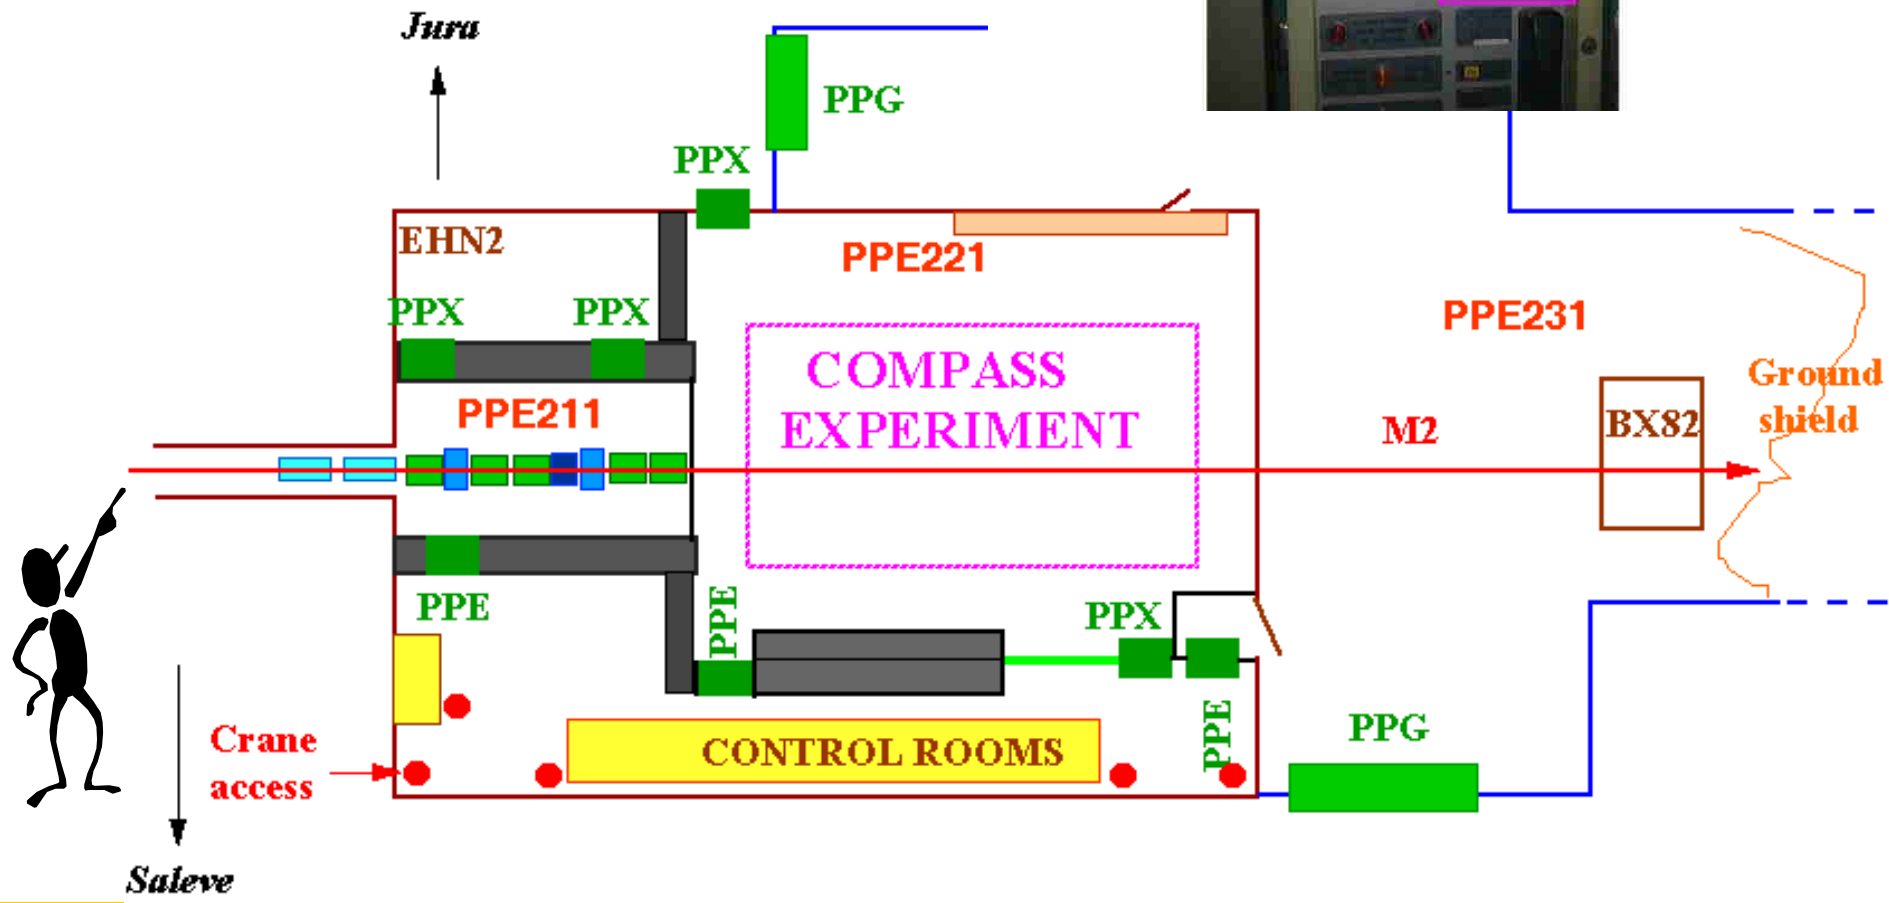 Jura
PPG
PPX
EHN2
PPE221
PPX
PPX
PPE231
COMPASS
EXPERIMENT
Ground
shield
PPE211
M2
BX82
PPE
PPE
PPX
PPE
PPG
Crane
access
CONTROL ROOMS
Saleve